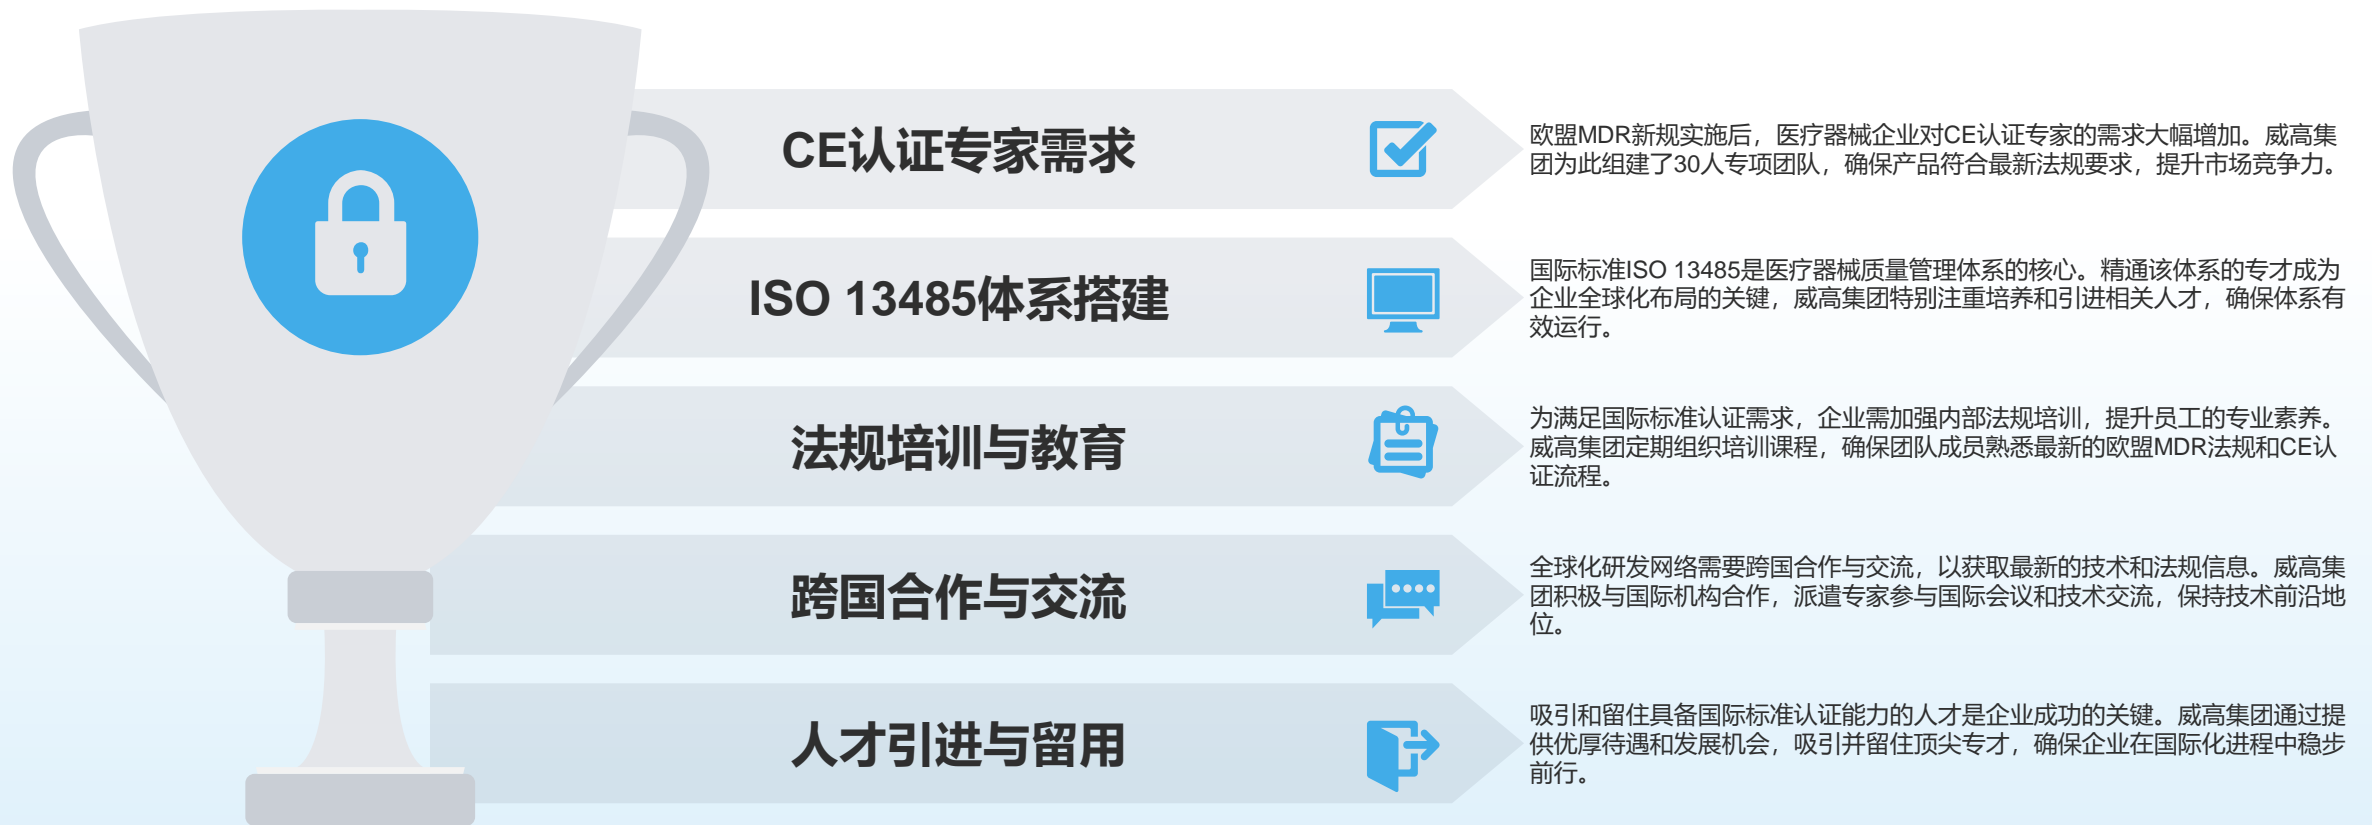 CE认证专家需求
欧盟MDR新规实施后，医疗器械企业对CE认证专家的需求大幅增加。威高集
团为此组建了30人专项团队，确保产品符合最新法规要求，提升市场竞争力。
ISO 13485体系搭建
国际标准ISO 13485是医疗器械质量管理体系的核心。精通该体系的专才成为
企业全球化布局的关键，威高集团特别注重培养和引进相关人才，确保体系有
效运行。
法规培训与教育
为满足国际标准认证需求，企业需加强内部法规培训，提升员工的专业素养。
威高集团定期组织培训课程，确保团队成员熟悉最新的欧盟MDR法规和CE认
证流程。
跨国合作与交流
全球化研发网络需要跨国合作与交流，以获取最新的技术和法规信息。威高集
团积极与国际机构合作，派遣专家参与国际会议和技术交流，保持技术前沿地
位。
人才引进与留用
吸引和留住具备国际标准认证能力的人才是企业成功的关键。威高集团通过提
供优厚待遇和发展机会，吸引并留住顶尖专才，确保企业在国际化进程中稳步
前行。